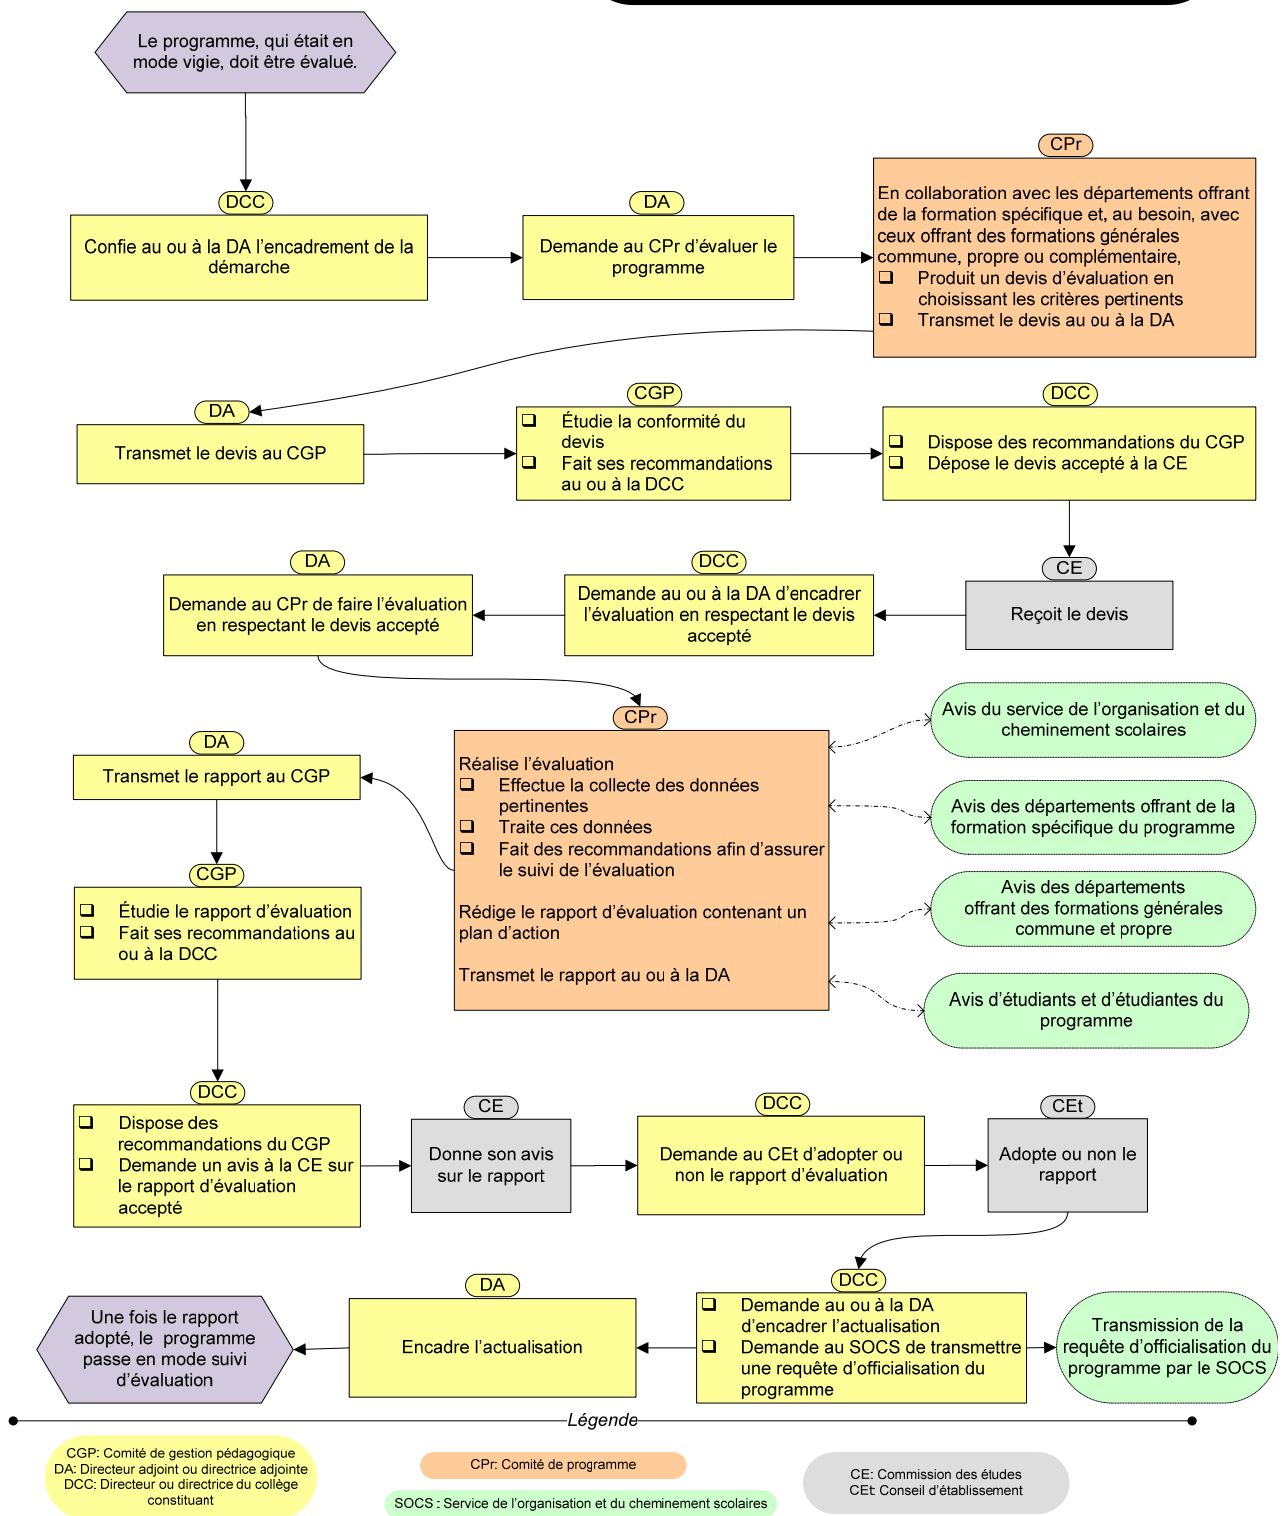 Le programme, qui était en
mode vigie, doit être évalué.
DCC
Confie au ou à la DA l’encadrement de la
démarche
DA
Demande au CPr d’évaluer le
programme
CPr
En collaboration avec les départements offrant
de la formation spécifique et, au besoin, avec
ceux offrant des formations générales
commune, propre ou complémentaire,
❑ Produit un devis d’évaluation en
choisissant les critères pertinents
❑ Transmet le devis au ou à la DA
DA
Transmet le devis au CGP
CGP
❑ Étudie la conformité du
devis
❑ Fait ses recommandations
au ou à la DCC
DCC
❑ Dispose des recommandations du CGP
❑ Dépose le devis accepté à la CE
CE
Reçoit le devis
DCC
Demande au ou à la DA d’encadrer
l’évaluation en respectant le devis
accepté
DA
Demande au CPr de faire l’évaluation
en respectant le devis accepté
CPr
Réalise l’évaluation
❑ Effectue la collecte des données
pertinentes
❑ Traite ces données
❑ Fait des recommandations afin d’assurer
le suivi de l’évaluation
Rédige le rapport d’évaluation contenant un
plan d’action
Transmet le rapport au ou à la DA
Avis du service de l’organisation et du
cheminement scolaires
Avis des départements offrant de la
formation spécifique du programme
Avis des départements
offrant des formations générales
commune et propre
Avis d’étudiants et d’étudiantes du
programme
DA
Transmet le rapport au CGP
CGP
❑ Étudie le rapport d’évaluation
❑ Fait ses recommandations au
ou à la DCC
DCC
❑ Dispose des
recommandations du CGP
❑ Demande un avis à la CE sur
le rapport d’évaluation
accepté
CE
Donne son avis
sur le rapport
DCC
Demande au CEt d’adopter ou
non le rapport d’évaluation
CEt
Adopte ou non le
rapport
DCC
❑ Demande au ou à la DA
d’encadrer l’actualisation
❑ Demande au SOCS de transmettre
une requête d’officialisation du
programme
Transmission de la
requête d’officialisation du
programme par le SOCS
DA
Encadre l’actualisation
Une fois le rapport
adopté, le programme
passe en mode suivi
d’évaluation
Légende
CGP: Comité de gestion pédagogique
DA: Directeur adjoint ou directrice adjointe
DCC: Directeur ou directrice du collège
constituant
CPr: Comité de programme
SOCS : Service de l’organisation et du cheminement scolaires
CE: Commission des études
CEt: Conseil d’établissement